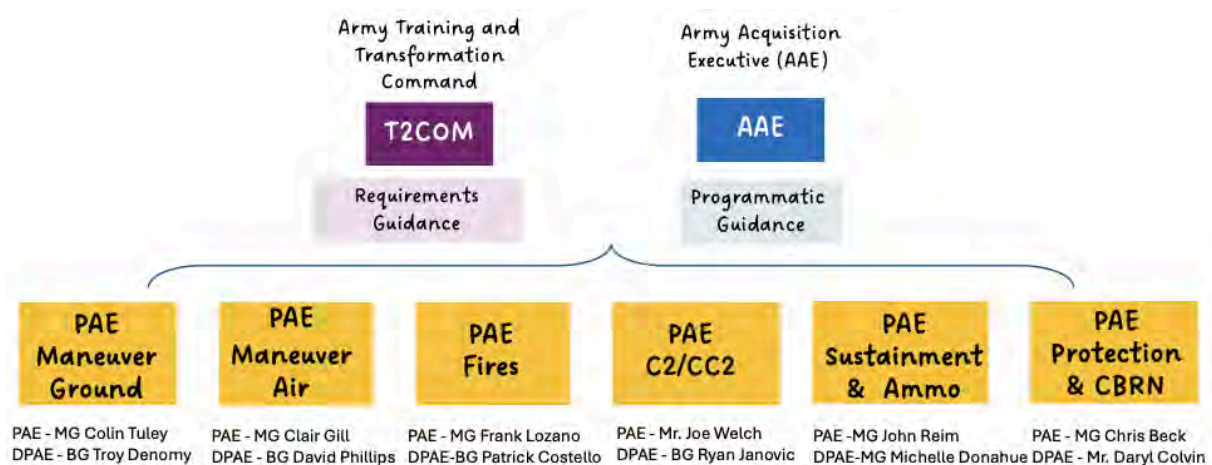 Army Training and
Transformation
Command
T2COM
Requirements
Guidance
Army Acquisition
Executive (AAE)
AAE
Programmatic
Guidance
PAE
Maneuver
Ground
PAE - MG Colin Tuley
DPAE - BG Troy Denomy
PAE
Maneuver
Air
PAE - MG Clair Gill
DPAE - BG David Phillips
PAE
Fires
PAE - MG Frank Lozano
DPAE-BG Patrick Costello
PAE
C2/CC2
PAE - Mr. Joe Welch
DPAE - BG Ryan Janovic
PAE
Sustainment
& Ammo
PAE -MG John Reim
DPAE-MG Michelle Donahue
PAE
Protection
& CBRN
PAE - MG Chris Beck
DPAE - Mr. Daryl Colvin